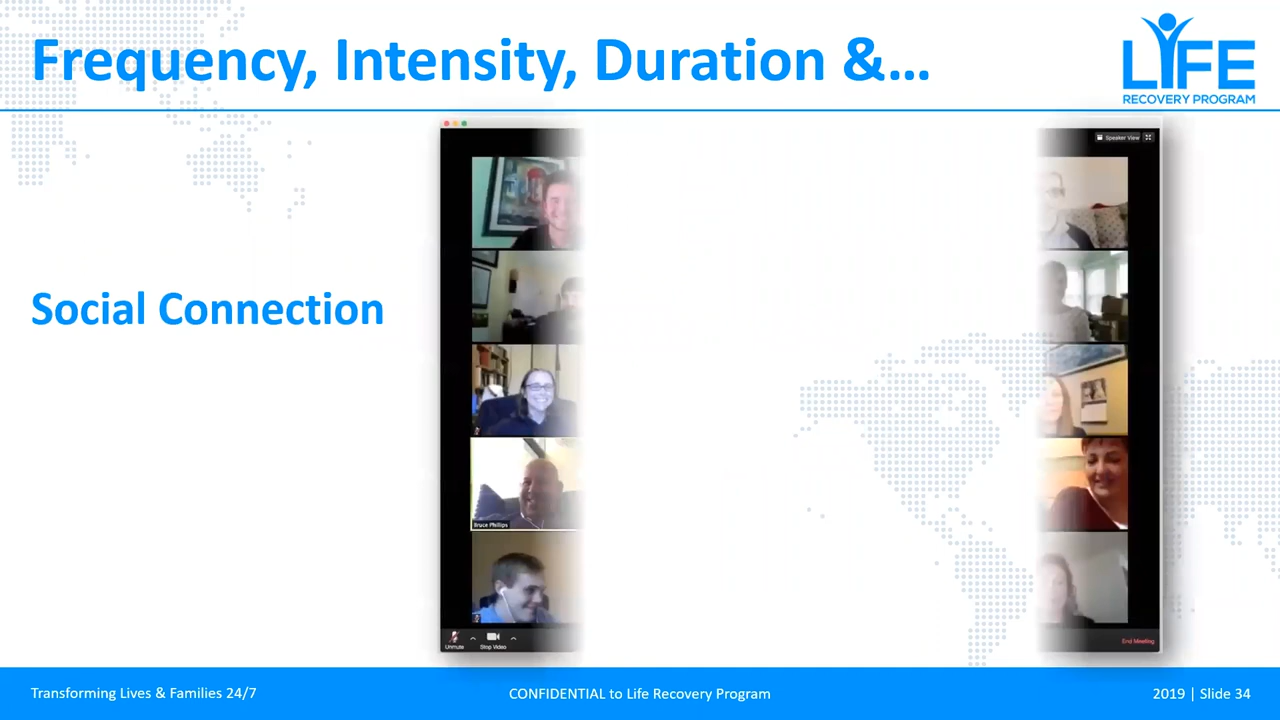 Frequency, Intensity, Duration &...
LIFE
RECOVERY PROGRAM
Speaker View
Social Connection
Bruce Phillips
Unmute
Stop Video
End Meeting
Transforming Lives & Families 24/7
CONFIDENTIAL to Life Recovery Program
2019 | Slide 34